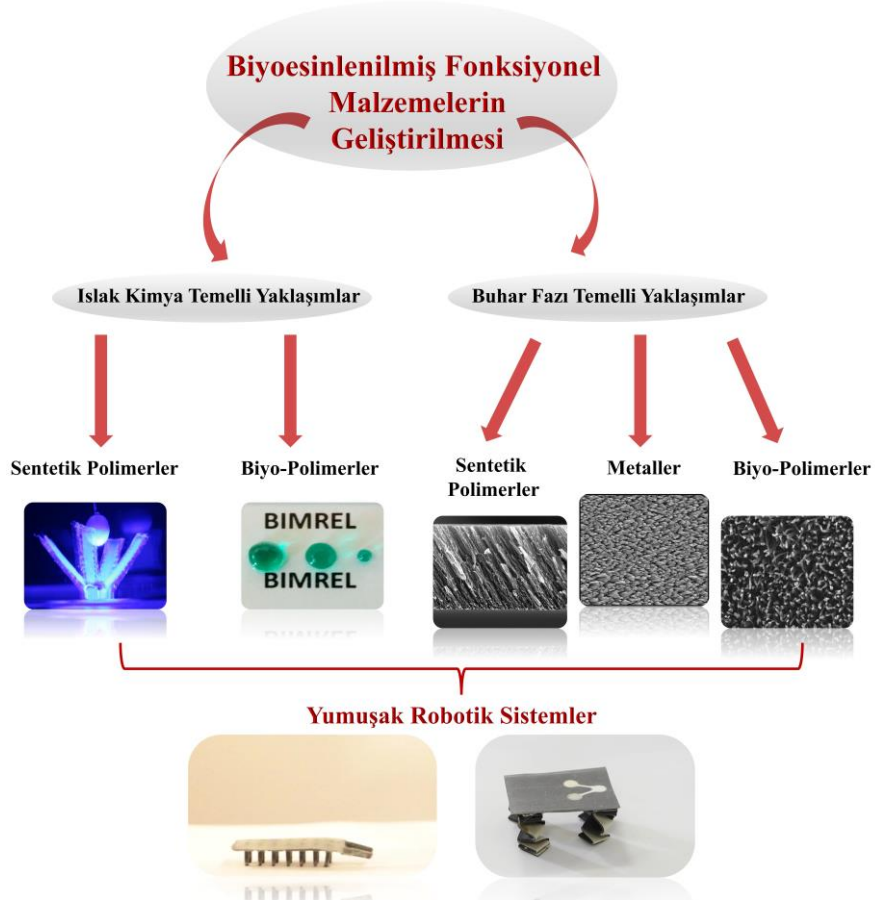 Biyoesinlenilmiş Fonksiyonel
Malzemelerin
Geliştirilmesi
Islak Kimya Temelli Yaklaşımlar
Buhar Fazı Temelli Yaklaşımlar
Sentetik Polimerler
Biyo-Polimerler
Sentetik
Polimerler
Metaller
Biyo-Polimerler
BIMREL
BIMREL
Yumuşak Robotik Sistemler